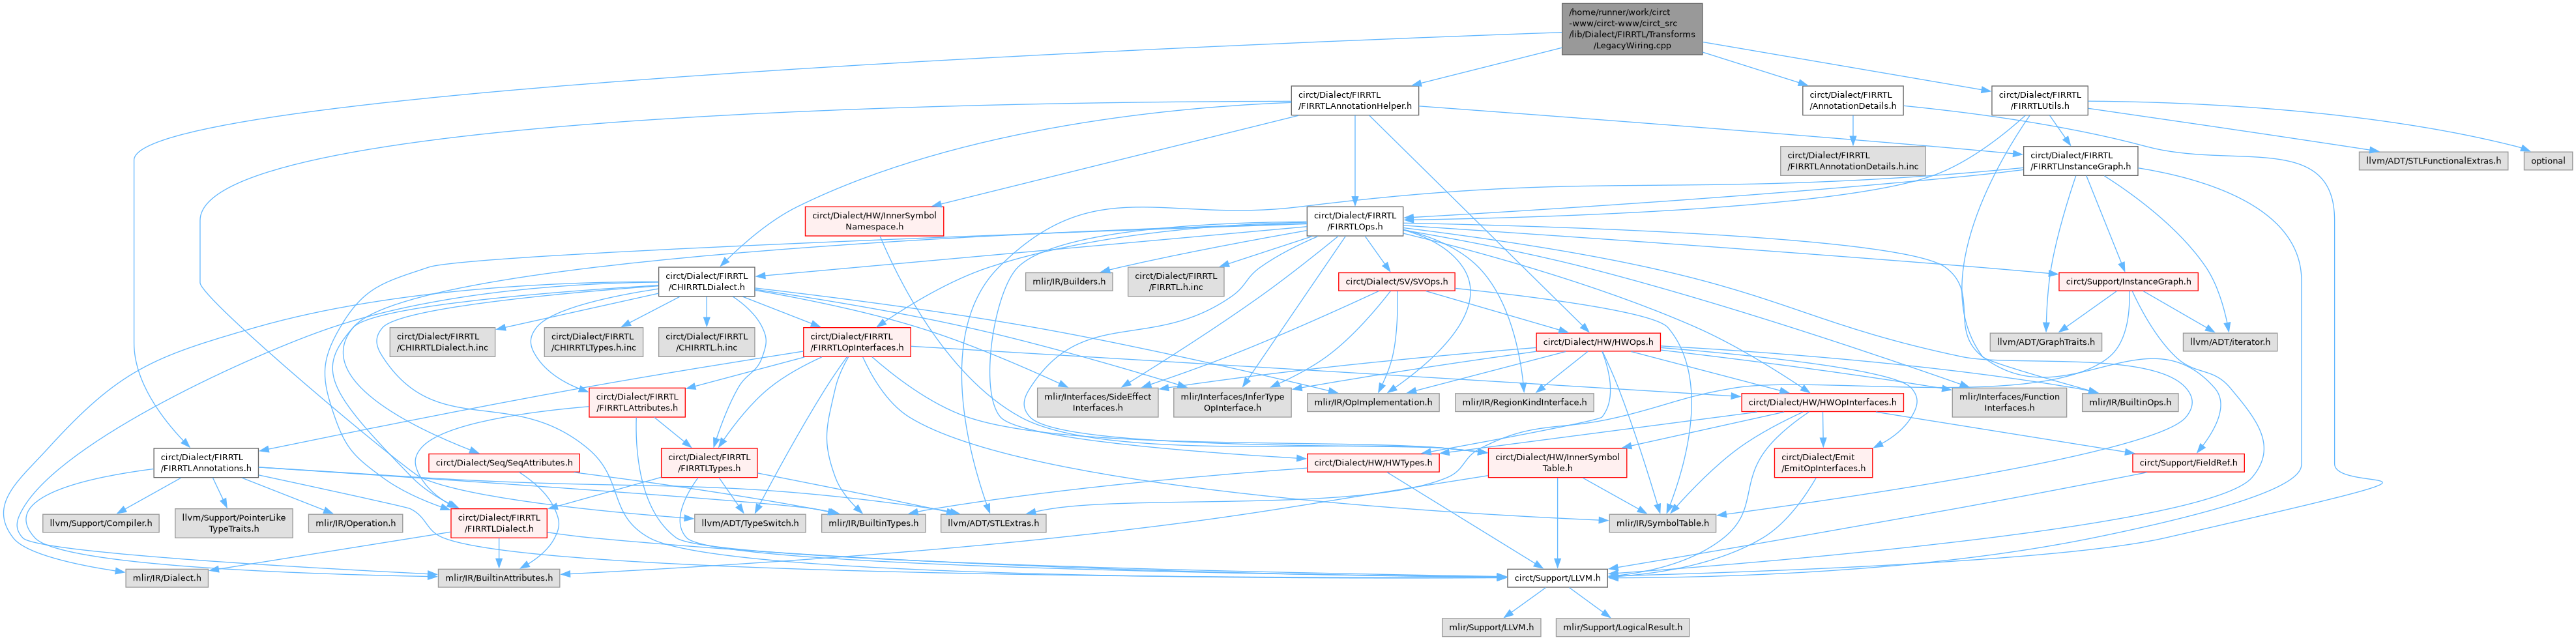 /home/runner/work/circt
-www/circt-www/circt_src
/lib/Dialect/FIRRTL/Transforms
/LegacyWiring.cpp
circt/Dialect/FIRRTL
/FIRRTLAnnotationHelper.h
circt/Dialect/FIRRTL
/AnnotationDetails.h
circt/Dialect/FIRRTL
/FIRRTLUtils.h
circt/Dialect/FIRRTL
/FIRRTLAnnotationDetails.h.inc
circt/Dialect/FIRRTL
/FIRRTLInstanceGraph.h
llvm/ADT/STLFunctionalExtras.h
optional
circt/Dialect/HW/InnerSymbol
Namespace.h
circt/Dialect/FIRRTL
/FIRRTLOps.h
circt/Dialect/FIRRTL
/CHIRRTLDialect.h
mlir/IR/Builders.h
circt/Dialect/FIRRTL
/FIRRTL.h.inc
circt/Dialect/SV/SVOps.h
circt/Support/InstanceGraph.h
circt/Dialect/FIRRTL
/CHIRRTLDialect.h.inc
circt/Dialect/FIRRTL
/CHIRRTLTypes.h.inc
circt/Dialect/FIRRTL
/CHIRRTL.h.inc
circt/Dialect/FIRRTL
/FIRRTLOpInterfaces.h
circt/Dialect/HW/HWOps.h
llvm/ADT/GraphTraits.h
llvm/ADT/iterator.h
circt/Dialect/FIRRTL
/FIRRTLAttributes.h
mlir/Interfaces/SideEffect
Interfaces.h
mlir/Interfaces/InferType
OpInterface.h
mlir/IR/OpImplementation.h
mlir/IR/RegionKindInterface.h
circt/Dialect/HW/HWOpInterfaces.h
mlir/Interfaces/Function
Interfaces.h
mlir/IR/BuiltinOps.h
circt/Dialect/FIRRTL
/FIRRTLAnnotations.h
circt/Dialect/Seq/SeqAttributes.h
circt/Dialect/FIRRTL
/FIRRTLTypes.h
circt/Dialect/HW/HWTypes.h
circt/Dialect/HW/InnerSymbol
Table.h
circt/Dialect/Emit
/EmitOpInterfaces.h
circt/Support/FieldRef.h
llvm/Support/Compiler.h
llvm/Support/PointerLike
TypeTraits.h
mlir/IR/Operation.h
circt/Dialect/FIRRTL
/FIRRTLDialect.h
llvm/ADT/TypeSwitch.h
mlir/IR/BuiltinTypes.h
llvm/ADT/STLExtras.h
mlir/IR/SymbolTable.h
mlir/IR/Dialect.h
mlir/IR/BuiltinAttributes.h
circt/Support/LLVM.h
mlir/Support/LLVM.h
mlir/Support/LogicalResult.h